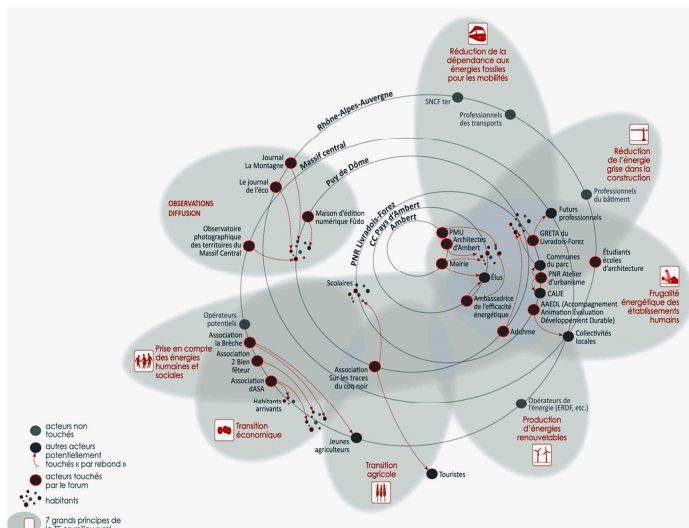 Réduction de la
dépendance aux
énergies fossiles
pour les mobilités
SNCF ter
Professionnels
des transports
Rhône-Alpes-Auvergne
Massif central
Puy de Dôme
PNR Livradois-Forez
CC Pays d'Ambert
Ambert
Réduction
de l'énergie
grise dans la
construction
Professionnels
du bâtiment
Journal
La Montagne
Le journal
de l'éco
OBSERVATIONS
DIFFUSION
Maison d'édition
numérique Fùdo
Observatoire
photographique
des territoires du
Massif Central
Futurs
professionnels
PMU
Architectes
d'Ambert
Mairie
Élus
Ambassadrice
de l'efficacité
énergétique
GRETA du
Livradois-Forez
Communes
du parc
PNR Atelier
d'urbanisme
CAUE
AAEDL (Accompagnement
Animation Evaluation
Développement Durable)
Étudiants
écoles
d'architecture
Frugalité
énergétique des
établissements
humains
Collectivités
locales
Aduhme
Scolaires
Opérateurs
potentiels
Association
la Brèche
Association
2 Bien
fêteur
Association
dASA
Habitants
arrivants
Prise en compte
des énergies
humaines et
sociales
Association
Sur les traces
du coq noir
Transition
économique
Jeunes
agriculteurs
Transition
agricole
Touristes
Opérateurs de
l'énergie (ERDF, etc.)
Production
d'énergies
renouvelables
acteurs non
touchés
autres acteurs
potentiellement
touchés « par rebond »
acteurs touchés
par le forum
habitants
7 grands principes de